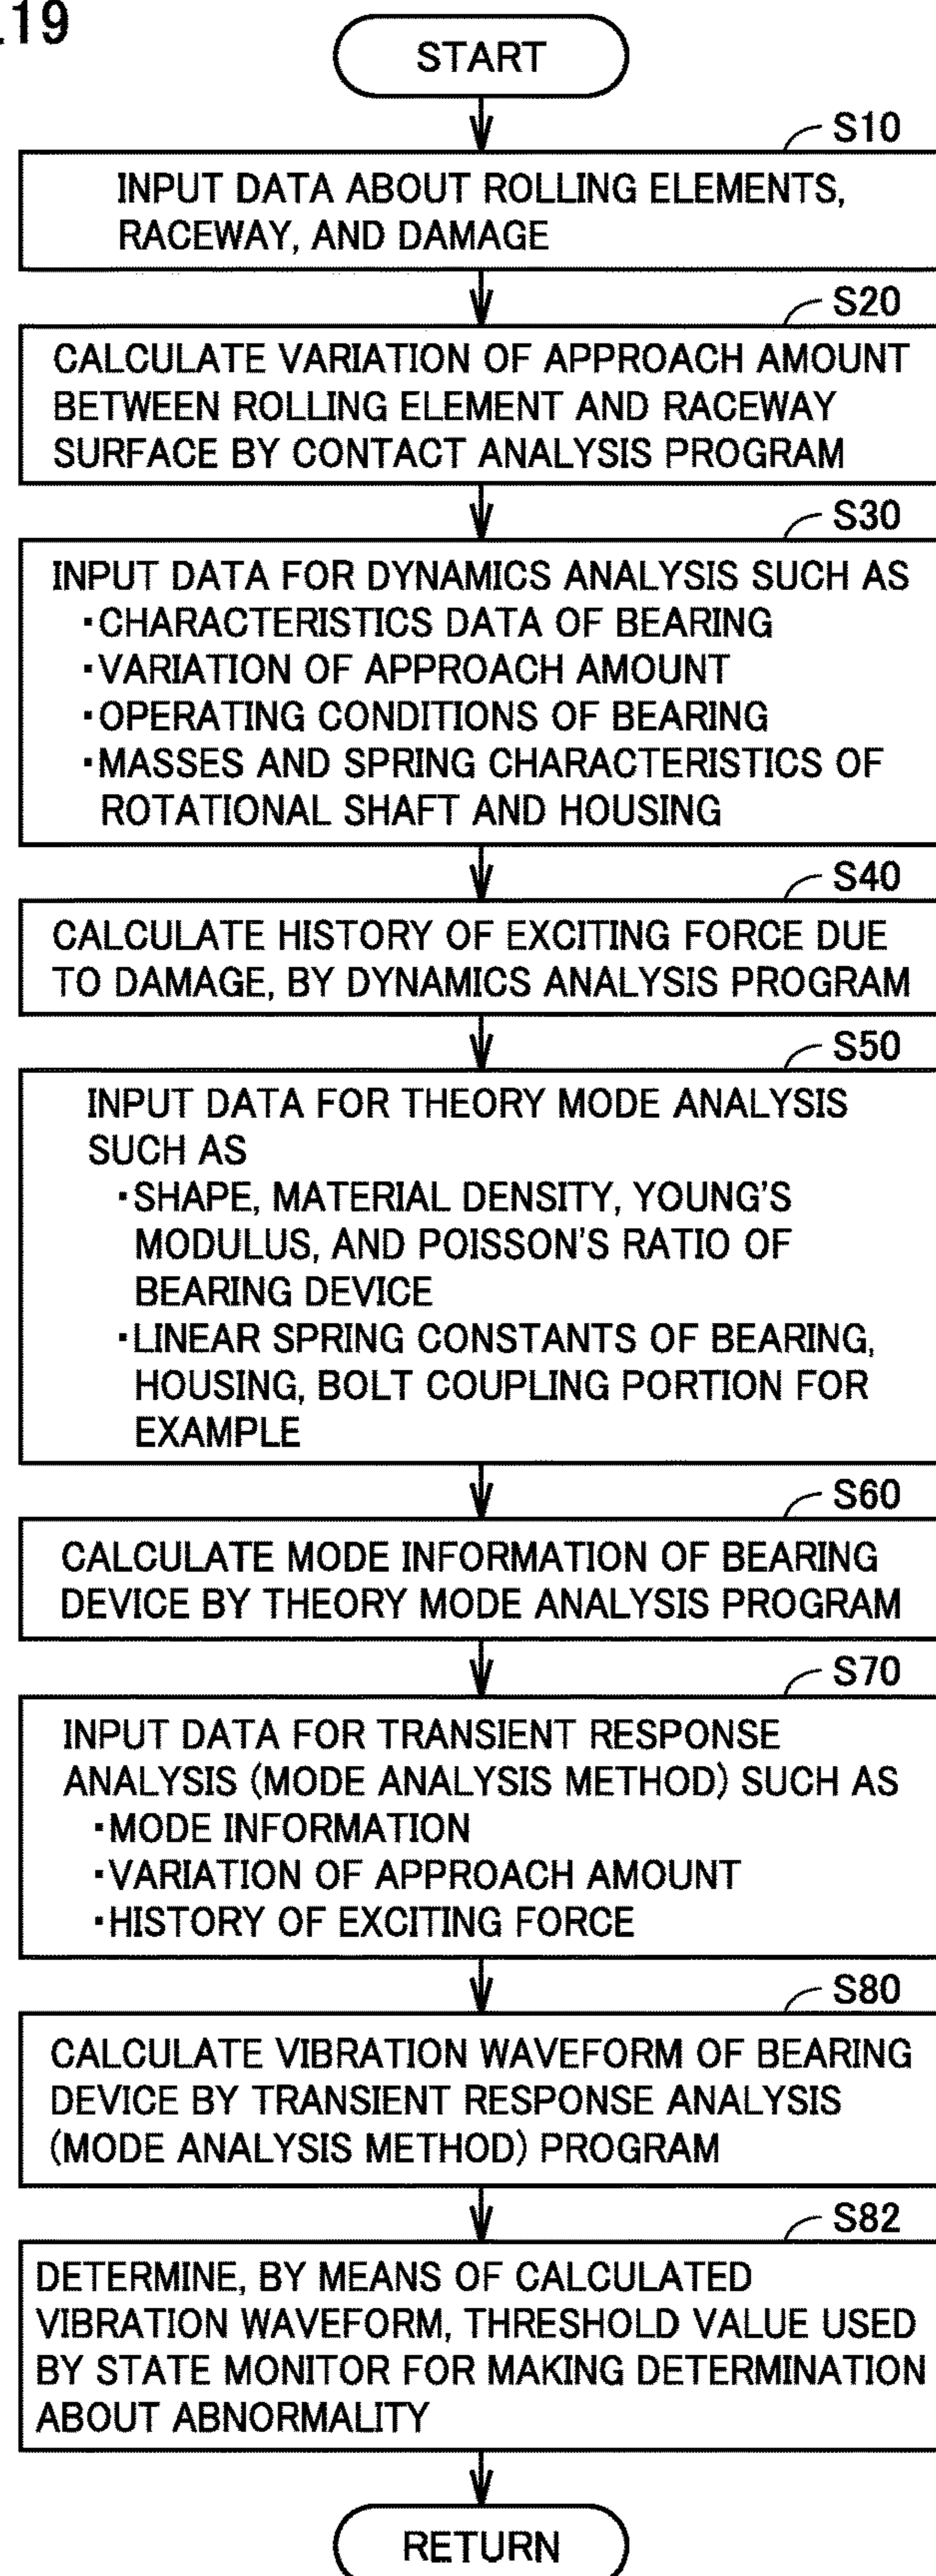 .19
START
S10
INPUT DATA ABOUT ROLLING ELEMENTS,
RACEWAY, AND DAMAGE
S20
CALCULATE VARIATION OF APPROACH AMOUNT
BETWEEN ROLLING ELEMENT AND RACEWAY
SURFACE BY CONTACT ANALYSIS PROGRAM
S30
INPUT DATA FOR DYNAMICS ANALYSIS SUCH AS
・CHARACTERISTICS DATA OF BEARING
・VARIATION OF APPROACH AMOUNT
・OPERATING CONDITIONS OF BEARING
・MASSES AND SPRING CHARACTERISTICS OF
ROTATIONAL SHAFT AND HOUSING
S40
CALCULATE HISTORY OF EXCITING FORCE DUE
TO DAMAGE, BY DYNAMICS ANALYSIS PROGRAM
S50
INPUT DATA FOR THEORY MODE ANALYSIS
SUCH AS
・SHAPE, MATERIAL DENSITY, YOUNG'S
MODULUS, AND POISSON'S RATIO OF
BEARING DEVICE
・LINEAR SPRING CONSTANTS OF BEARING,
HOUSING, BOLT COUPLING PORTION FOR
EXAMPLE
S60
CALCULATE MODE INFORMATION OF BEARING
DEVICE BY THEORY MODE ANALYSIS PROGRAM
S70
INPUT DATA FOR TRANSIENT RESPONSE
ANALYSIS (MODE ANALYSIS METHOD) SUCH AS
・MODE INFORMATION
・VARIATION OF APPROACH AMOUNT
・HISTORY OF EXCITING FORCE
S80
CALCULATE VIBRATION WAVEFORM OF BEARING
DEVICE BY TRANSIENT RESPONSE ANALYSIS
(MODE ANALYSIS METHOD) PROGRAM
S82
DETERMINE, BY MEANS OF CALCULATED
VIBRATION WAVEFORM, THRESHOLD VALUE USED
BY STATE MONITOR FOR MAKING DETERMINATION
ABOUT ABNORMALITY
RETURN